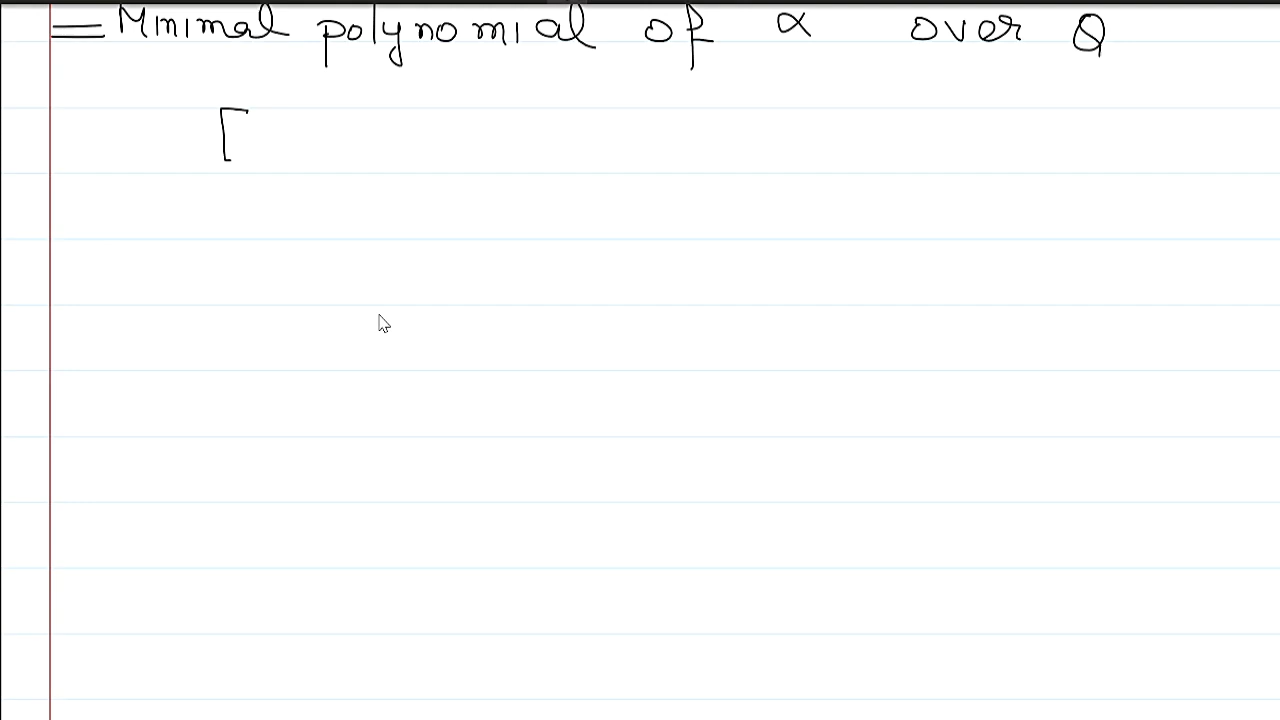 = Minimal polynomial of α over Q
[